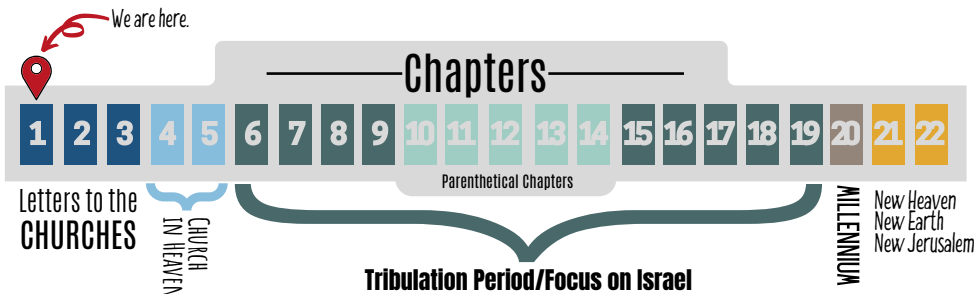 We are here.
Chapters
1 2 3 4 5 6 7 8 9 10 11 12 13 14 15 16 17 18 19 20 21 22
Parenthetical Chapters
Letters to the
CHURCHES
CHURCH
IN HEAVEN
Tribulation Period/Focus on Israel
MILLENNIUM
New Heaven
New Earth
New Jerusalem